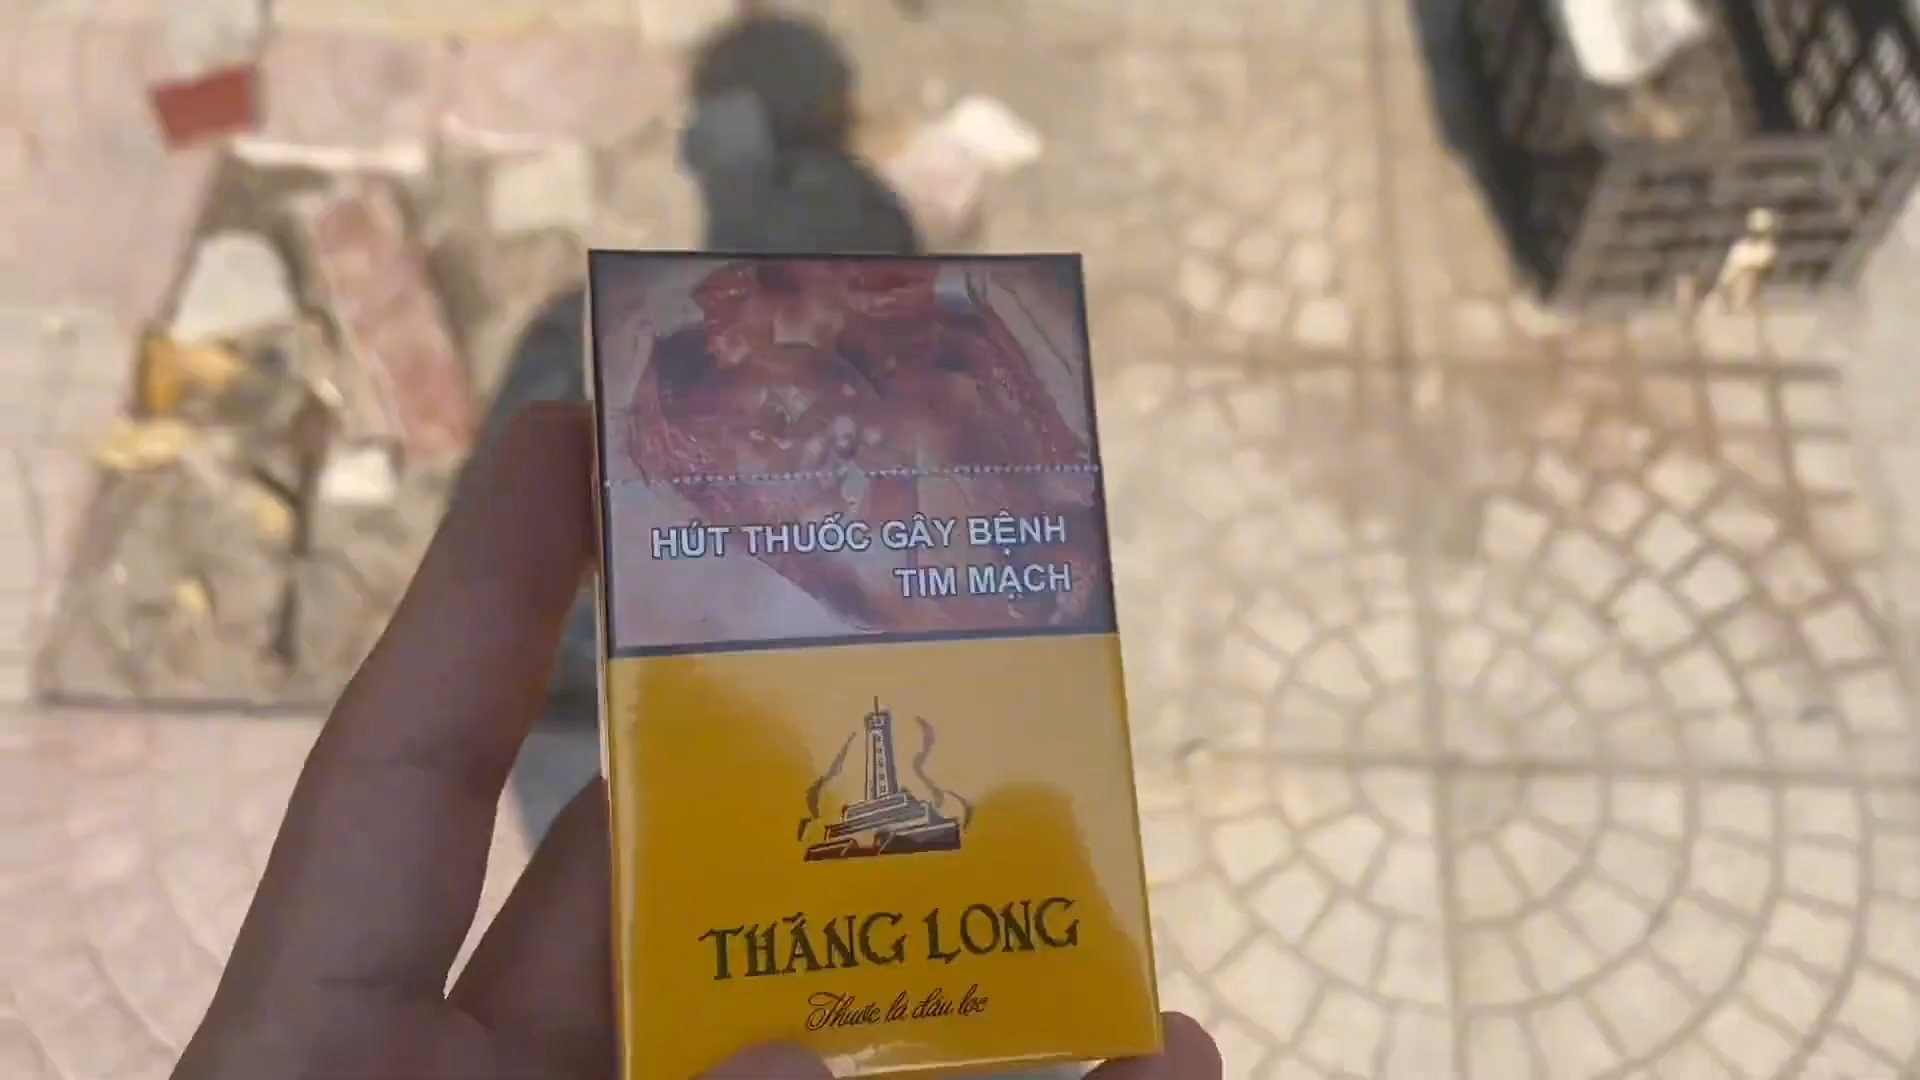 HÚT THUỐC GÂY BỆNH
TIM MẠCH
THĂNG LONG
Thuốc lá đầu lọc